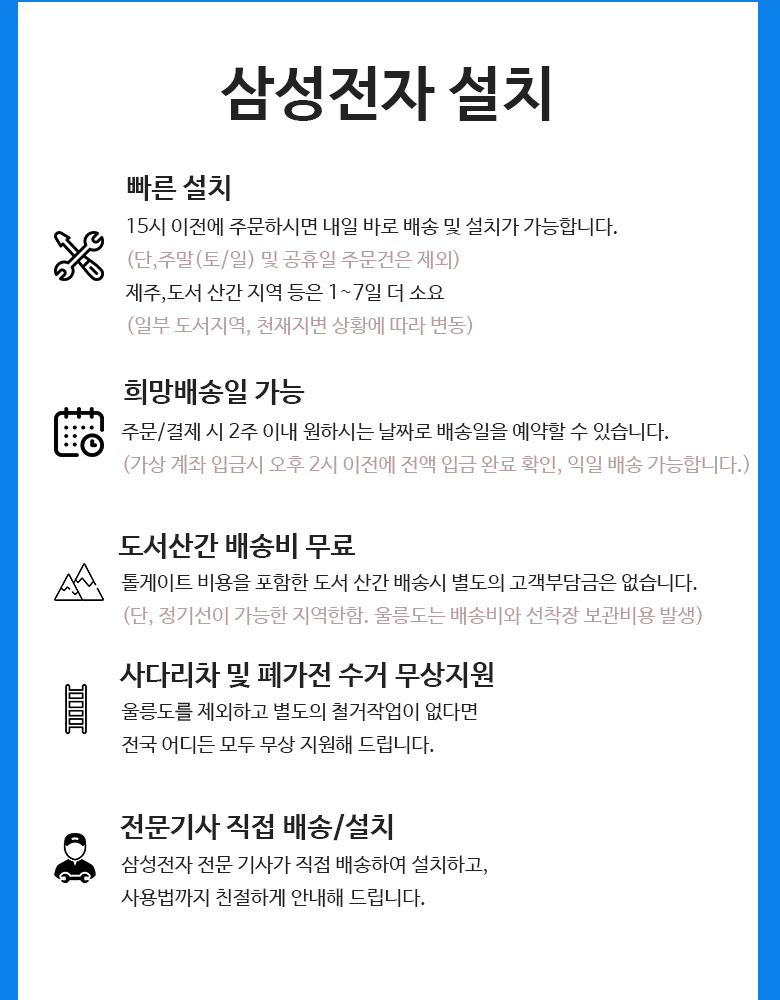 삼성전자 설치
빠른 설치
15시 이전에 주문하시면 내일 바로 배송 및 설치가 가능합니다.
(단,주말(토/일) 및 공휴일 주문건은 제외)
제주,도서 산간 지역 등은 1~7일 더 소요
(일부 도서지역, 천재지변 상황에 따라 변동)
희망배송일 가능
주문/결제 시 2주 이내 원하시는 날짜로 배송일을 예약할 수 있습니다.
(가상 계좌 입금시 오후 2시 이전에 전액 입금 완료 확인, 익일 배송 가능합니다.)
도서산간 배송비 무료
톨게이트 비용을 포함한 도서 산간 배송시 별도의 고객부담금은 없습니다.
(단, 정기선이 가능한 지역한함. 울릉도는 배송비와 선착장 보관비용 발생)
사다리차 및 폐가전 수거 무상지원
울릉도를 제외하고 별도의 철거작업이 없다면
전국 어디든 모두 무상 지원해 드립니다.
전문기사 직접 배송/설치
삼성전자 전문 기사가 직접 배송하여 설치하고,
사용법까지 친절하게 안내해 드립니다.